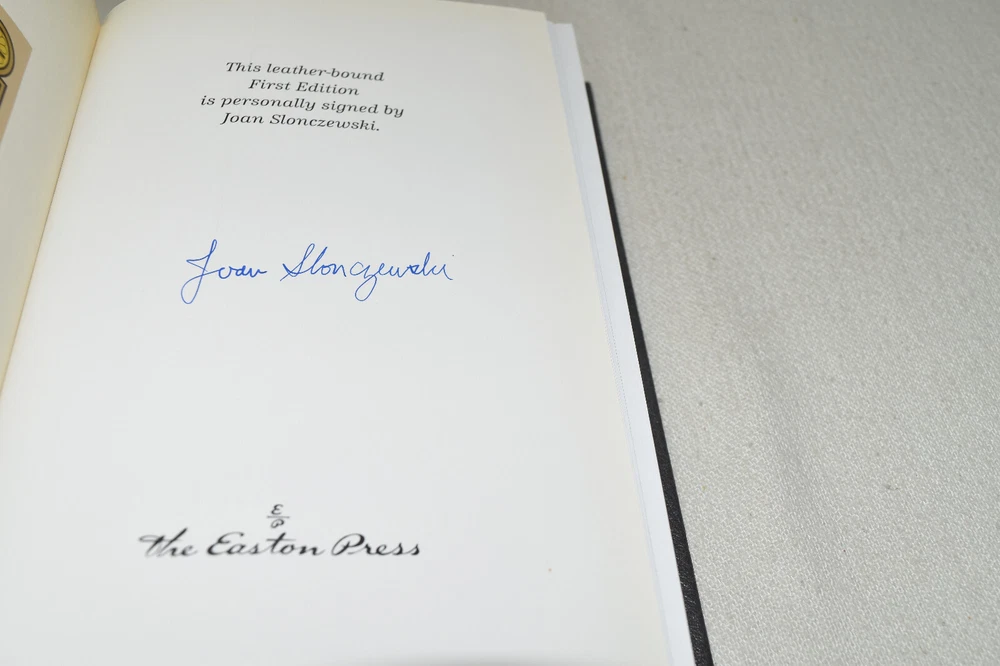 This leather-bound
First Edition
is personally signed by
Joan Slonczewski.
Joan Slonczewski
E
P
the Easton Press